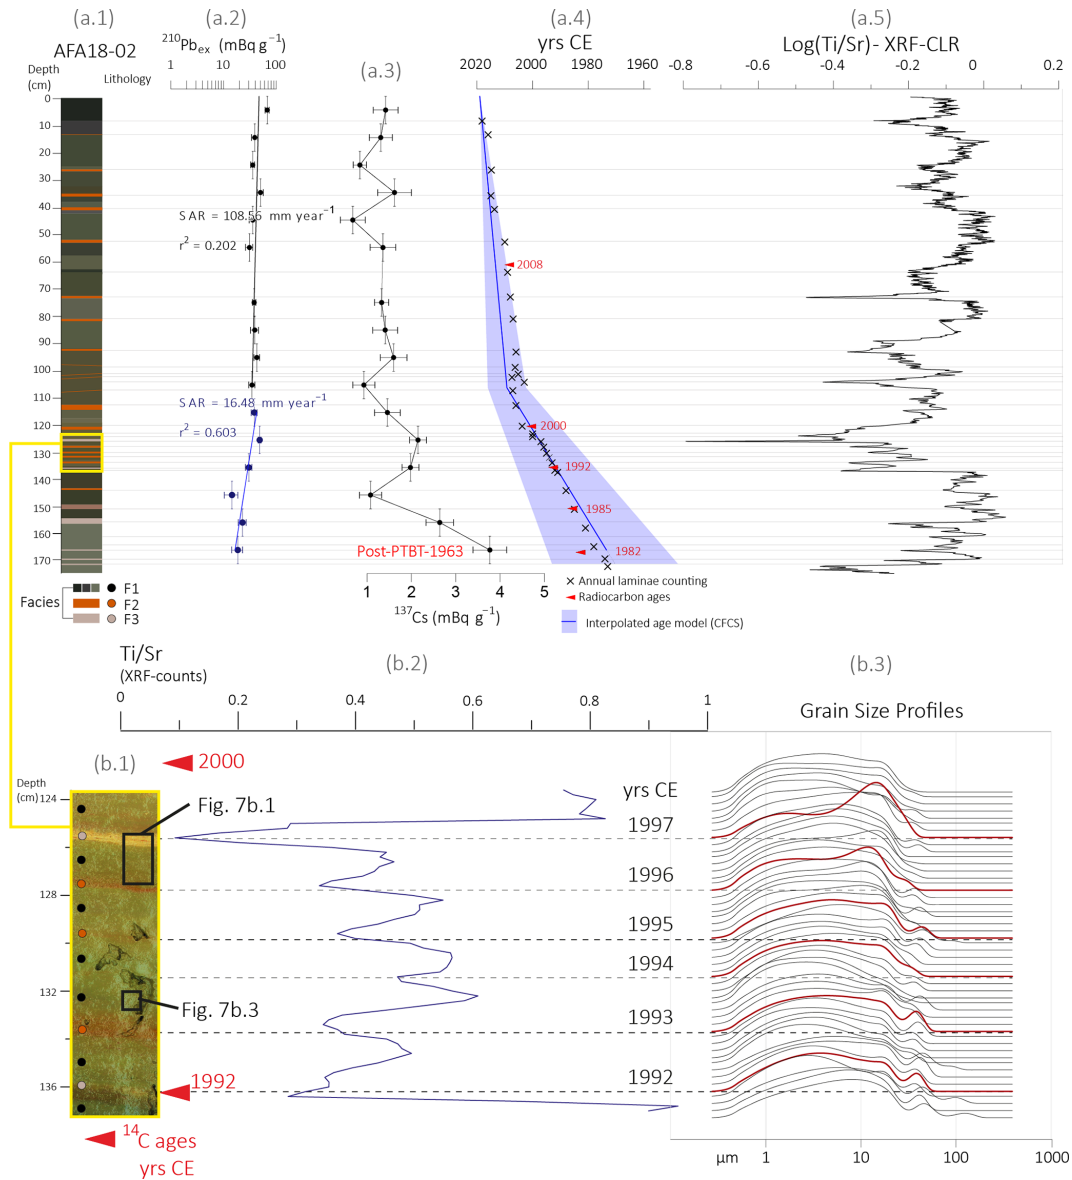 (a.1)
(a.2)
(a.3)
(a.4)
(a.5)
AFA18-02
Depth
(cm)
Lithology
0
10
20
30
40
50
60
70
80
90
100
110
120
130
140
150
160
170
210Pbex (mBq g−1)
1
10
100
SAR = 108.56 mm year−1
r2 = 0.202
SAR = 16.48 mm year−1
r2 = 0.603
Post-PTBT-1963
1
2
3
4
5
137Cs (mBq g−1)
yrs CE
2020
2000
1980
1960
2008
2000
1992
1985
1982
Annual laminae counting
Radiocarbon ages
Interpolated age model (CFCS)
Log(Ti/Sr)- XRF-CLR
-0.8
-0.6
-0.4
-0.2
0
0.2
Facies
F1
F2
F3
Ti/Sr
(XRF-counts)
0
0.2
0.4
0.6
0.8
1
(b.1)
(b.2)
(b.3)
Grain Size Profiles
2000
Depth
(cm)
124
128
132
136
Fig. 7b.1
Fig. 7b.3
1992
14C ages
yrs CE
yrs CE
1997
1996
1995
1994
1993
1992
µm
1
10
100
1000